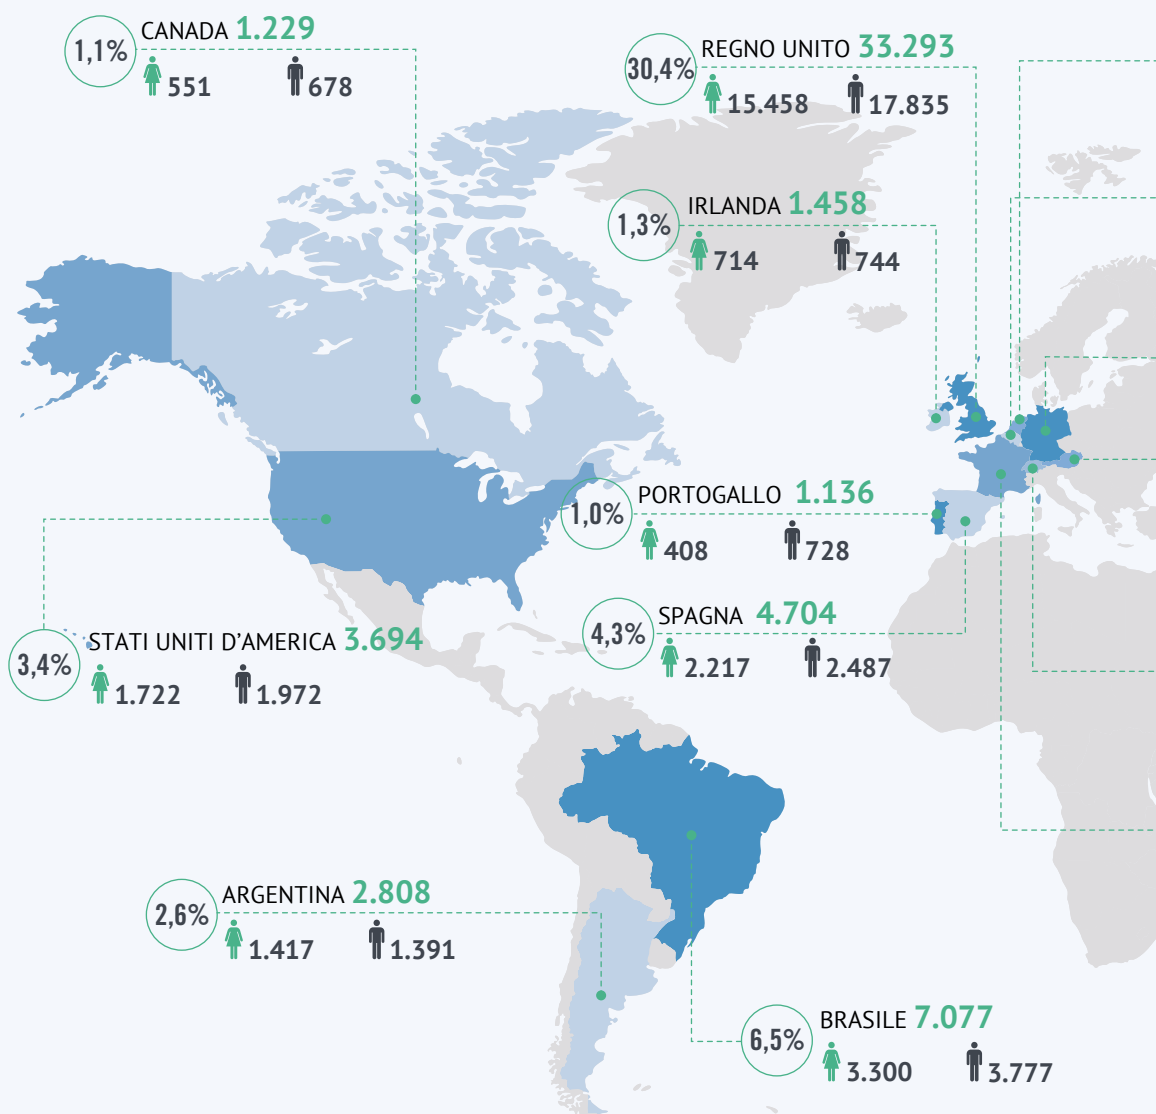 1,1%
CANADA 1.229
551 678
30,4%
REGNO UNITO 33.293
15.458 17.835
1,3%
IRLANDA 1.458
714 744
1,0%
PORTOGALLO 1.136
408 728
4,3%
SPAGNA 4.704
2.217 2.487
3,4%
STATI UNITI D’AMERICA 3.694
1.722 1.972
2,6%
ARGENTINA 2.808
1.417 1.391
6,5%
BRASILE 7.077
3.300 3.777